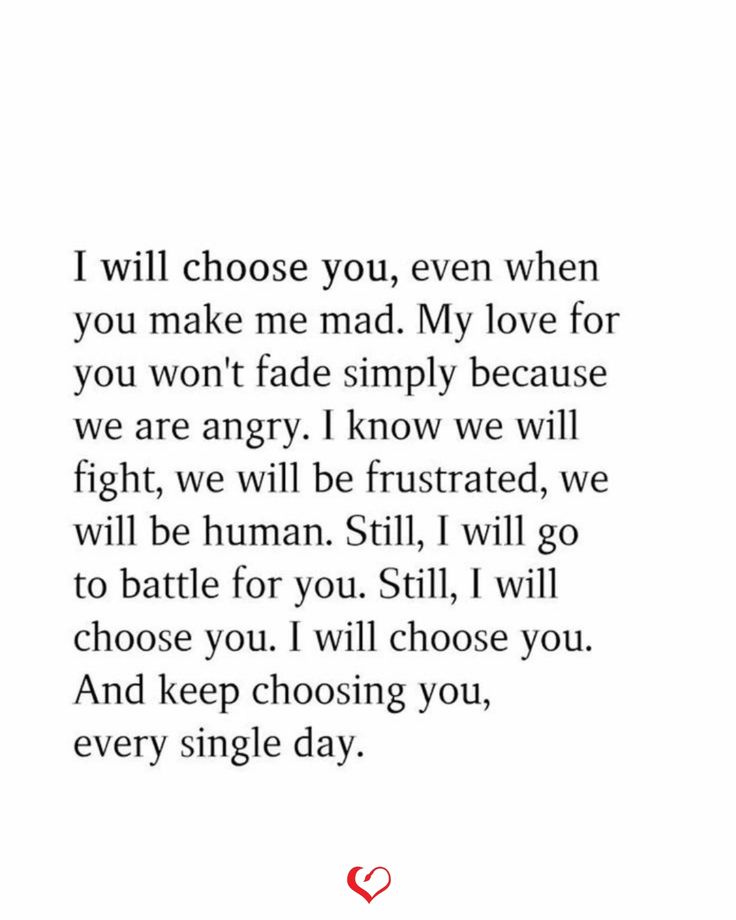 I will choose you, even when
you make me mad. My love for
you won't fade simply because
we are angry. I know we will
fight, we will be frustrated, we
will be human. Still, I will go
to battle for you. Still, I will
choose you. I will choose you.
And keep choosing you,
every single day.